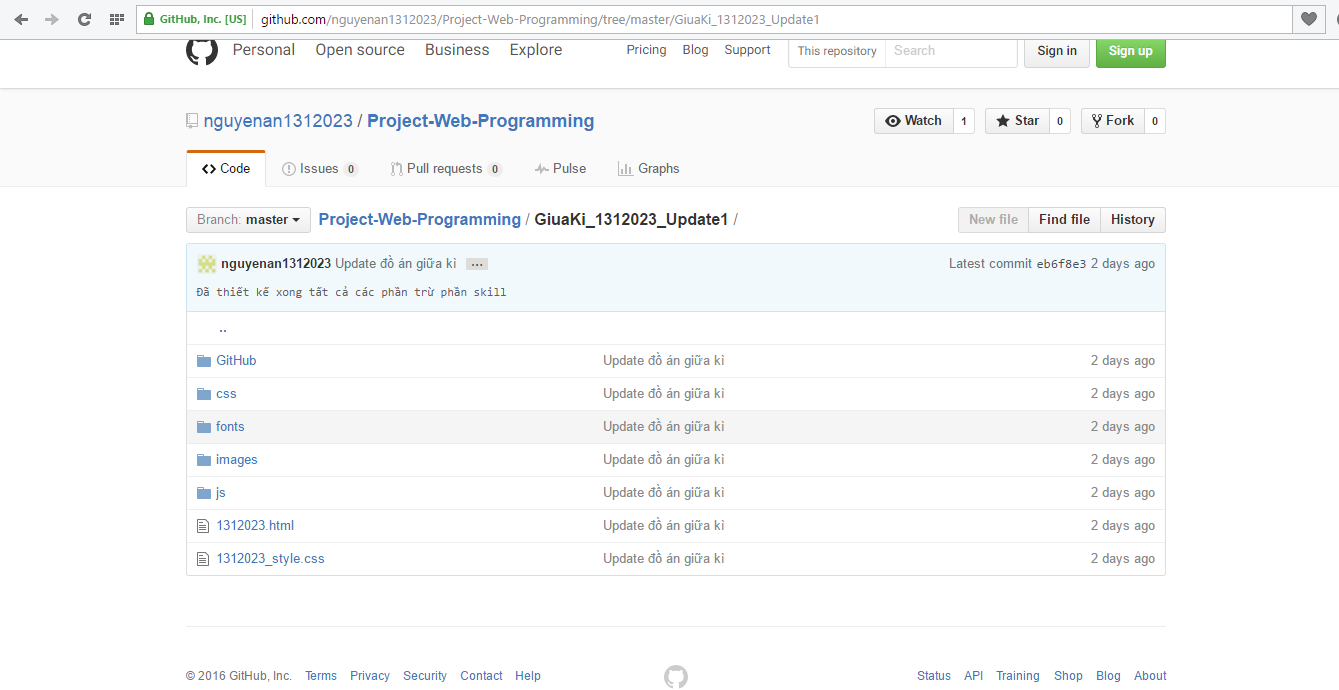 GitHub, Inc. [US] github.com/nguyenan1312023/Project-Web-Programming/tree/master/GiuaKi_1312023_Update1
Personal Open source Business Explore Pricing Blog Support This repository Search Sign in Sign up
nguyenan1312023 / Project-Web-Programming Watch 1 Star 0 Fork 0
Code Issues 0 Pull requests 0 Pulse Graphs
Branch: master Project-Web-Programming / GiuaKi_1312023_Update1 / New file Find file History
nguyenan1312023 Update đồ án giữa kì ... Latest commit eb6f8e3 2 days ago
Đã thiết kế xong tất cả các phần trừ phần skill
..
GitHub Update đồ án giữa kì 2 days ago
css Update đồ án giữa kì 2 days ago
fonts Update đồ án giữa kì 2 days ago
images Update đồ án giữa kì 2 days ago
js Update đồ án giữa kì 2 days ago
1312023.html Update đồ án giữa kì 2 days ago
1312023_style.css Update đồ án giữa kì 2 days ago
© 2016 GitHub, Inc. Terms Privacy Security Contact Help Status API Training Shop Blog About